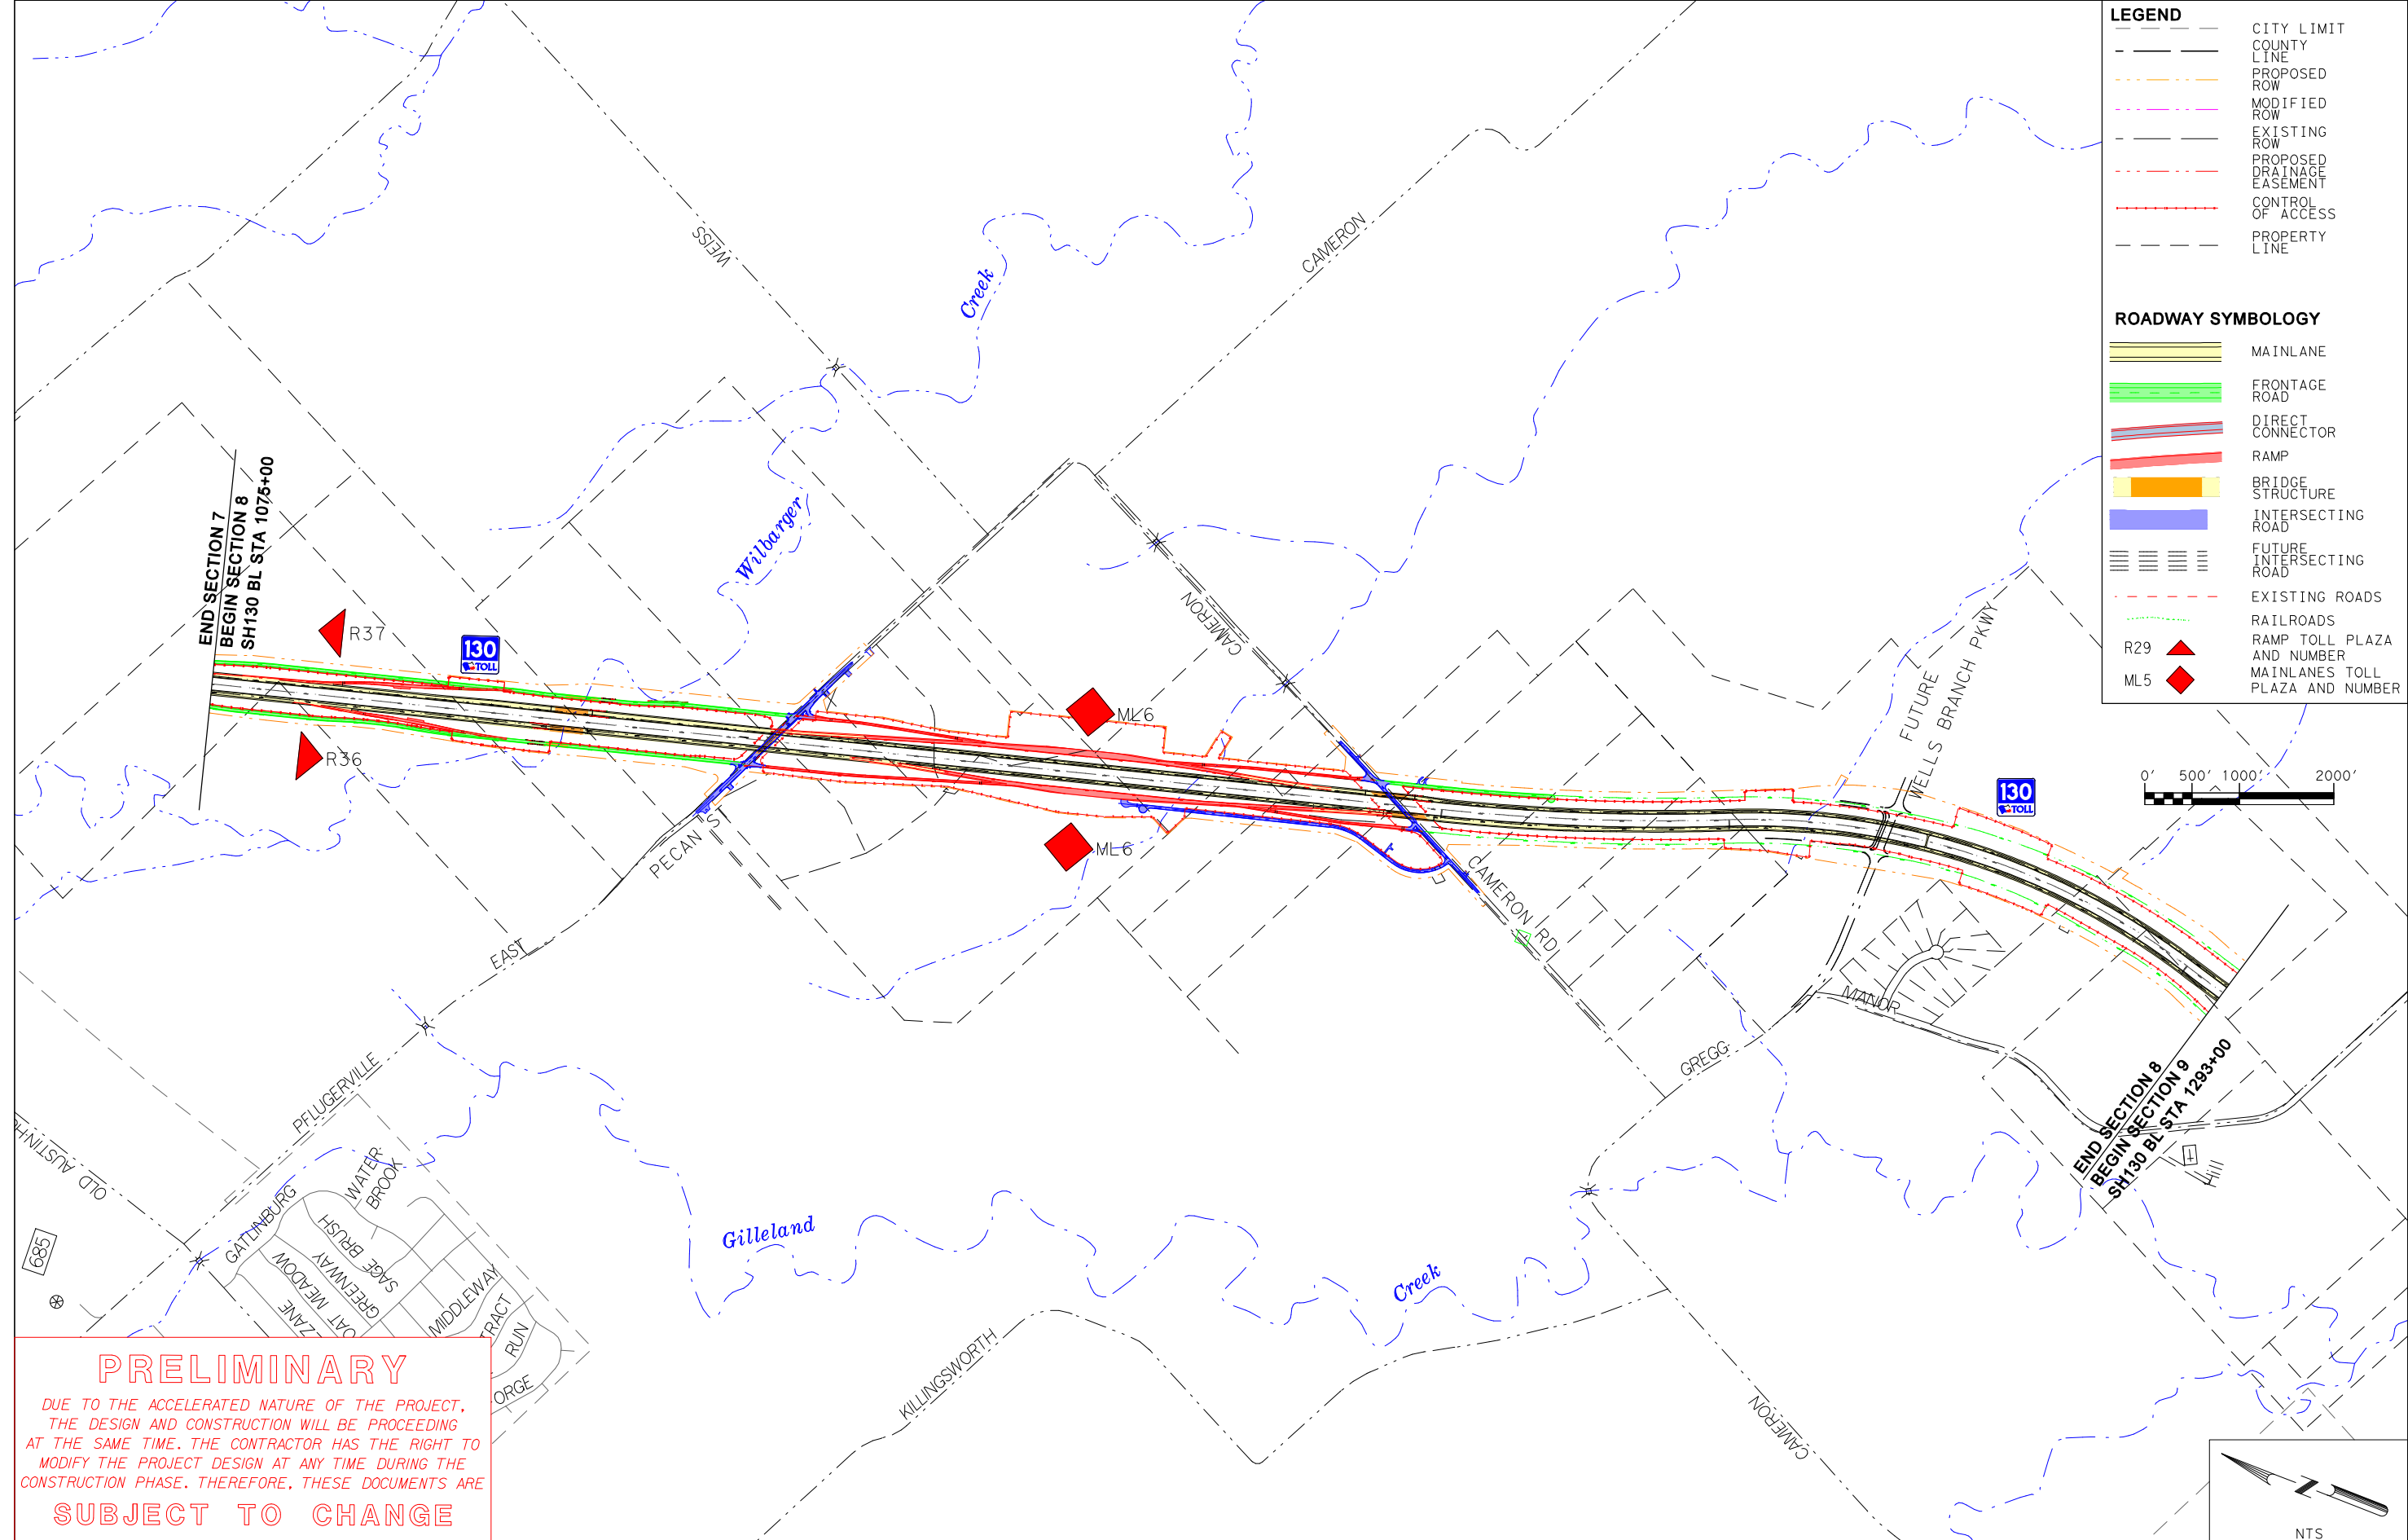 LEGEND
CITY LIMIT
COUNTY
LINE
PROPOSED
ROW
MODIFIED
ROW
EXISTING
ROW
PROPOSED
DRAINAGE
EASEMENT
CONTROL
OF ACCESS
PROPERTY
LINE
ROADWAY SYMBOLOGY
MAINLANE
FRONTAGE
ROAD
DIRECT
CONNECTOR
RAMP
BRIDGE
STRUCTURE
INTERSECTING
ROAD
FUTURE
INTERSECTING
ROAD
EXISTING ROADS
RAILROADS
R29
RAMP TOLL PLAZA
AND NUMBER
ML5
MAINLANES TOLL
PLAZA AND NUMBER
WEISS
Creek
CAMERON
END SECTION 7
BEGIN SECTION 8
SH130 BL STA 1075+00
Wilbarger
CAMERON
R37
130
TOLL
R36
ML6
ML6
FUTURE
WELLS BRANCH PKWY
130
TOLL
0' 500' 1000' 2000'
PECAN ST
EAST
CAMERON RD
MANOR
GREGG
PFLUGERVILLE
END SECTION 8
BEGIN SECTION 9
SH130 BL STA 1293+00
OLD AUSTIN-H
685
GATLINBURG
WATER-
BROOK
SAGE BRUSH
GREENWAY
OAT MEADOW
ZANE
MIDDLEWAY
TRACT
RUN
ORGE
Gilleland
Creek
KILLINGSWORTH
CAMERON
PRELIMINARY
DUE TO THE ACCELERATED NATURE OF THE PROJECT,
THE DESIGN AND CONSTRUCTION WILL BE PROCEEDING
AT THE SAME TIME. THE CONTRACTOR HAS THE RIGHT TO
MODIFY THE PROJECT DESIGN AT ANY TIME DURING THE
CONSTRUCTION PHASE. THEREFORE, THESE DOCUMENTS ARE
SUBJECT TO CHANGE
NTS